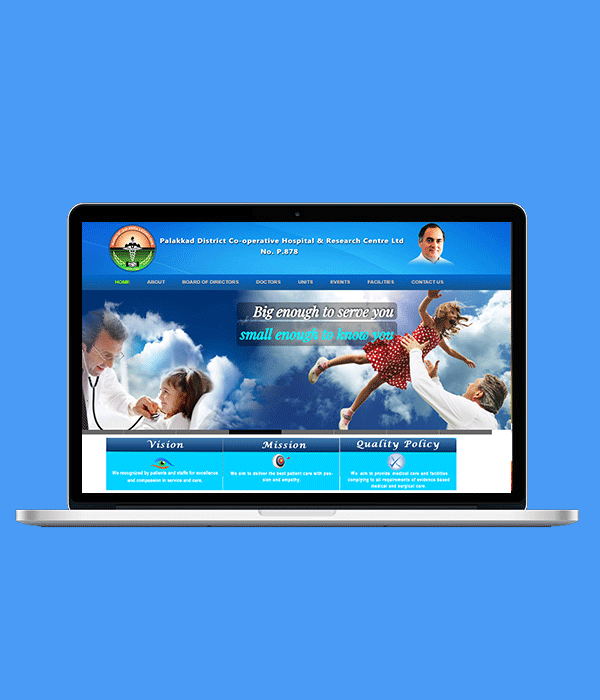 Palakkad District Co-operative Hospital & Research Centre Ltd
No. P.878
HOME ABOUT BOARD OF DIRECTORS DOCTORS UNITS EVENTS FACILITIES CONTACT US
Big enough to serve you
small enough to know you
Vision Mission Quality Policy
We recognized by patients and staffs for excellence
and compassion in service and care.
We aim to deliver the best patient care with pas-
sion and empathy.
We aim to provide medical care and facilities
complying to all requirements of evidence based
medical and surgical care